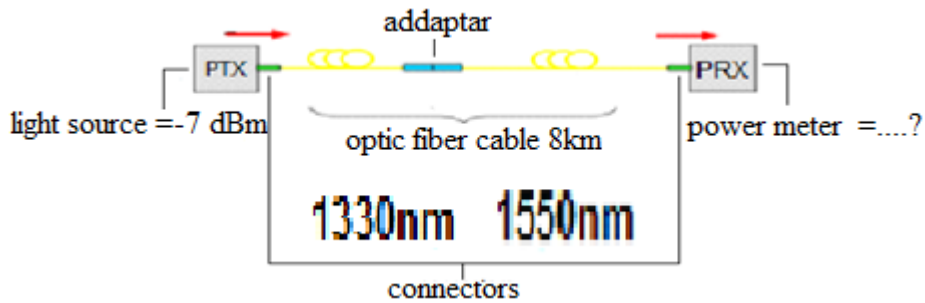 addaptar
PTX
PRX
light source =-7 dBm
optic fiber cable 8km
power meter =....?
1330nm 1550nm
connectors